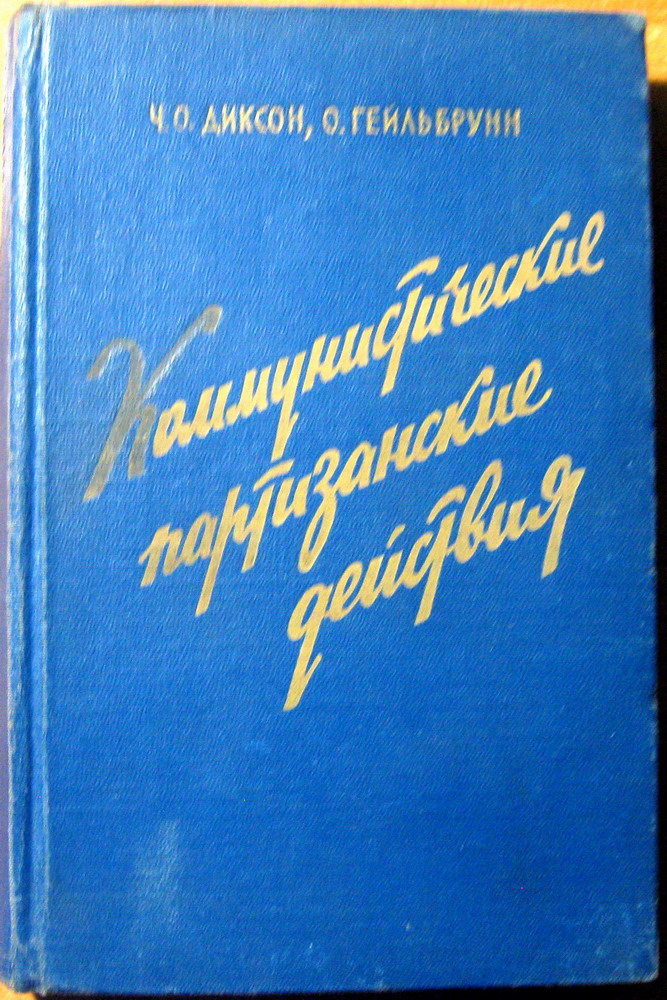 Ч. О. ДИКСОН, О. ГЕЙЛЬБРУНН
Коммунистические
партизанские
действия